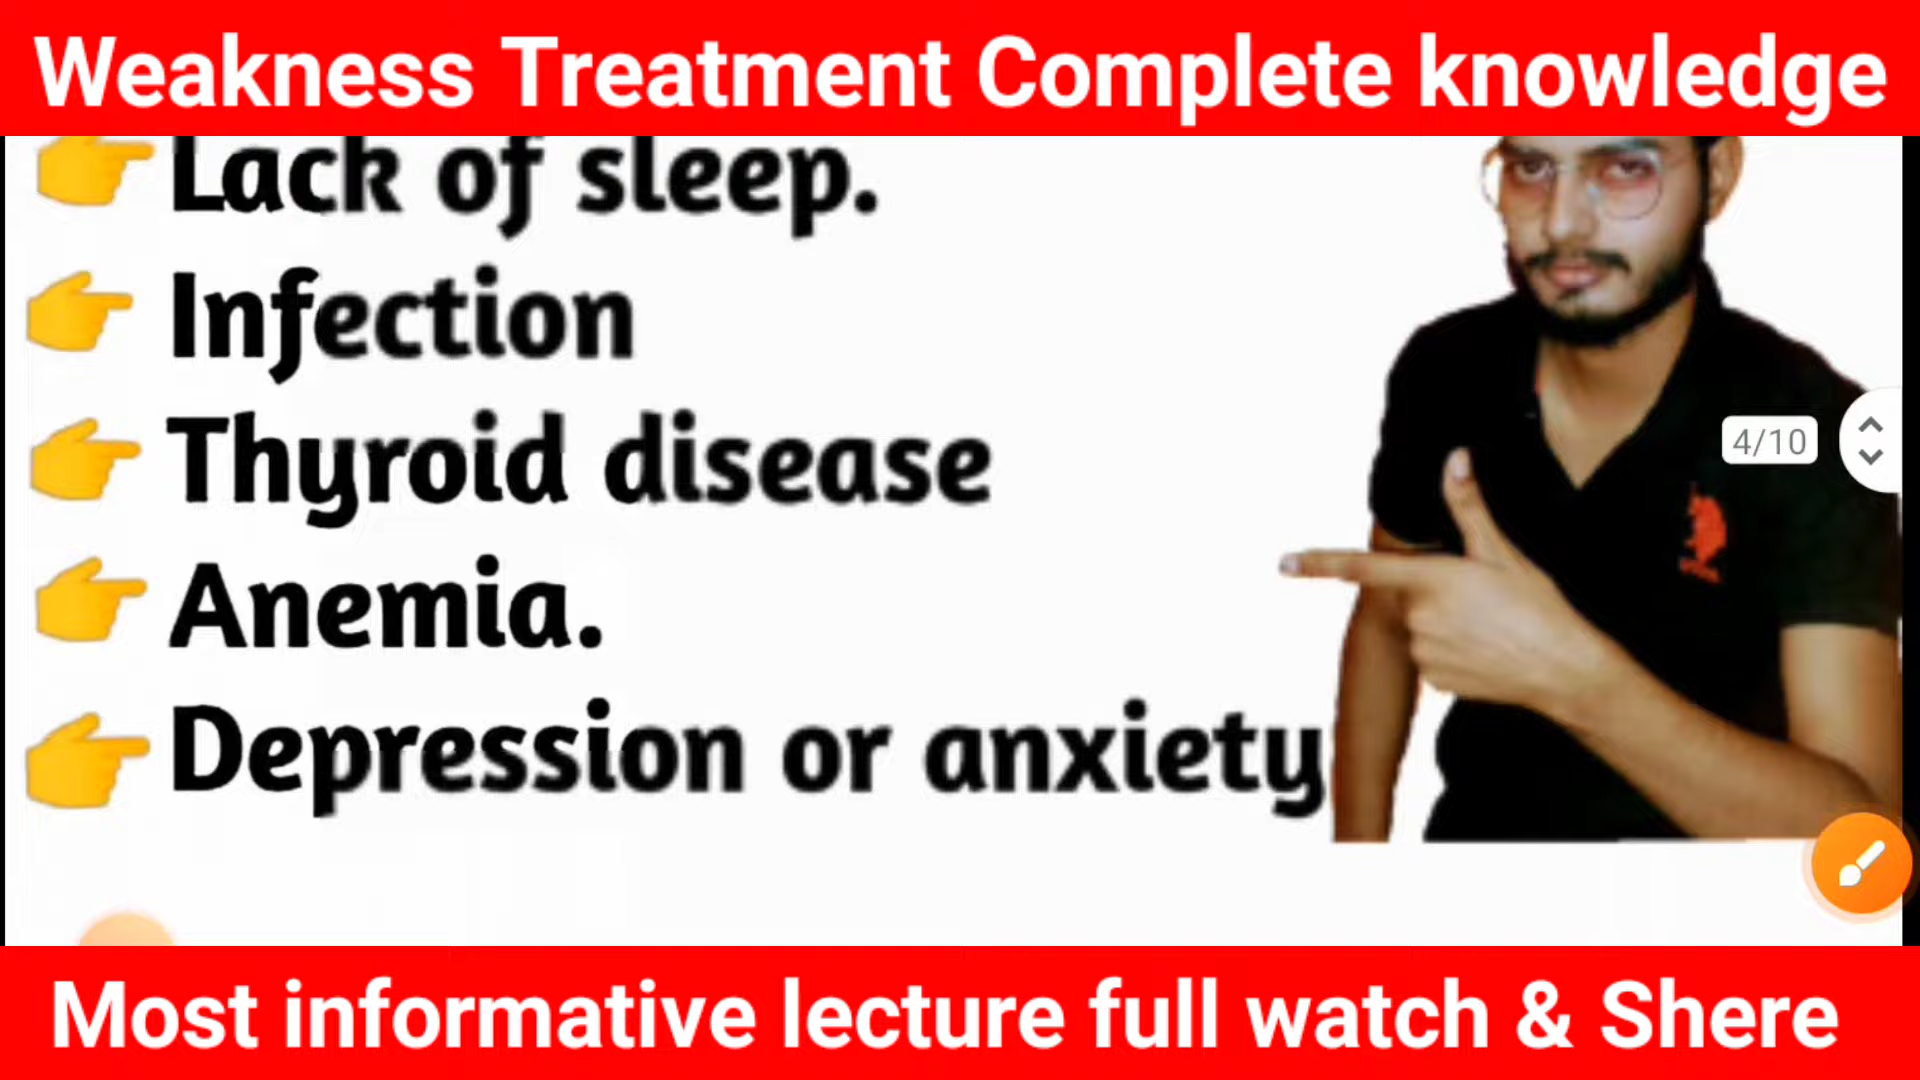 Weakness Treatment Complete knowledge
Lack of sleep.
Infection
Thyroid disease
4/10
Anemia.
Depression or anxiety
Most informative lecture full watch & Shere